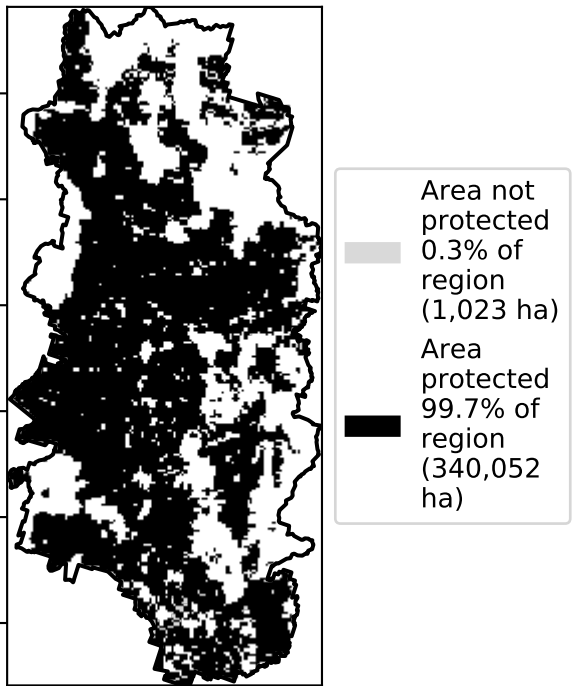 Area not
protected
0.3% of
region
(1,023 ha)
Area
protected
99.7% of
region
(340,052
ha)